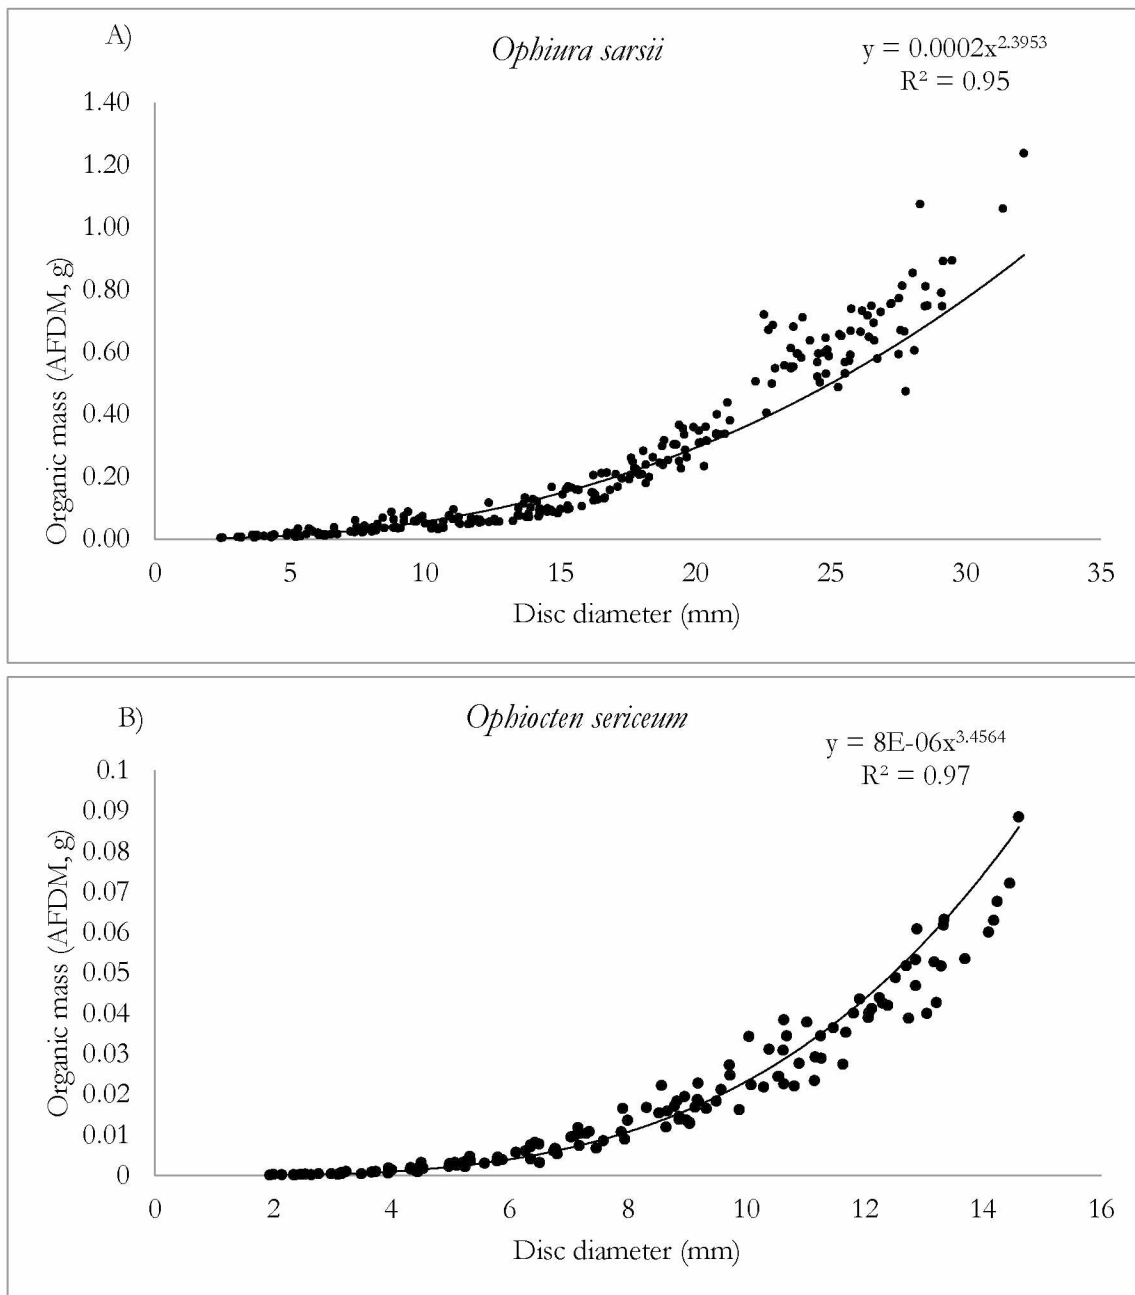 A)
Ophiura sarsii
y = 0.0002x^2.3953
R² = 0.95
Organic mass (AFDM, g)
1.40
1.20
1.00
0.80
0.60
0.40
0.20
0.00
0 5 10 15 20 25 30 35
Disc diameter (mm)
B)
Ophiocten sericeum
y = 8E-06x^3.4564
R² = 0.97
Organic mass (AFDM, g)
0.1
0.09
0.08
0.07
0.06
0.05
0.04
0.03
0.02
0.01
0
0 2 4 6 8 10 12 14 16
Disc diameter (mm)